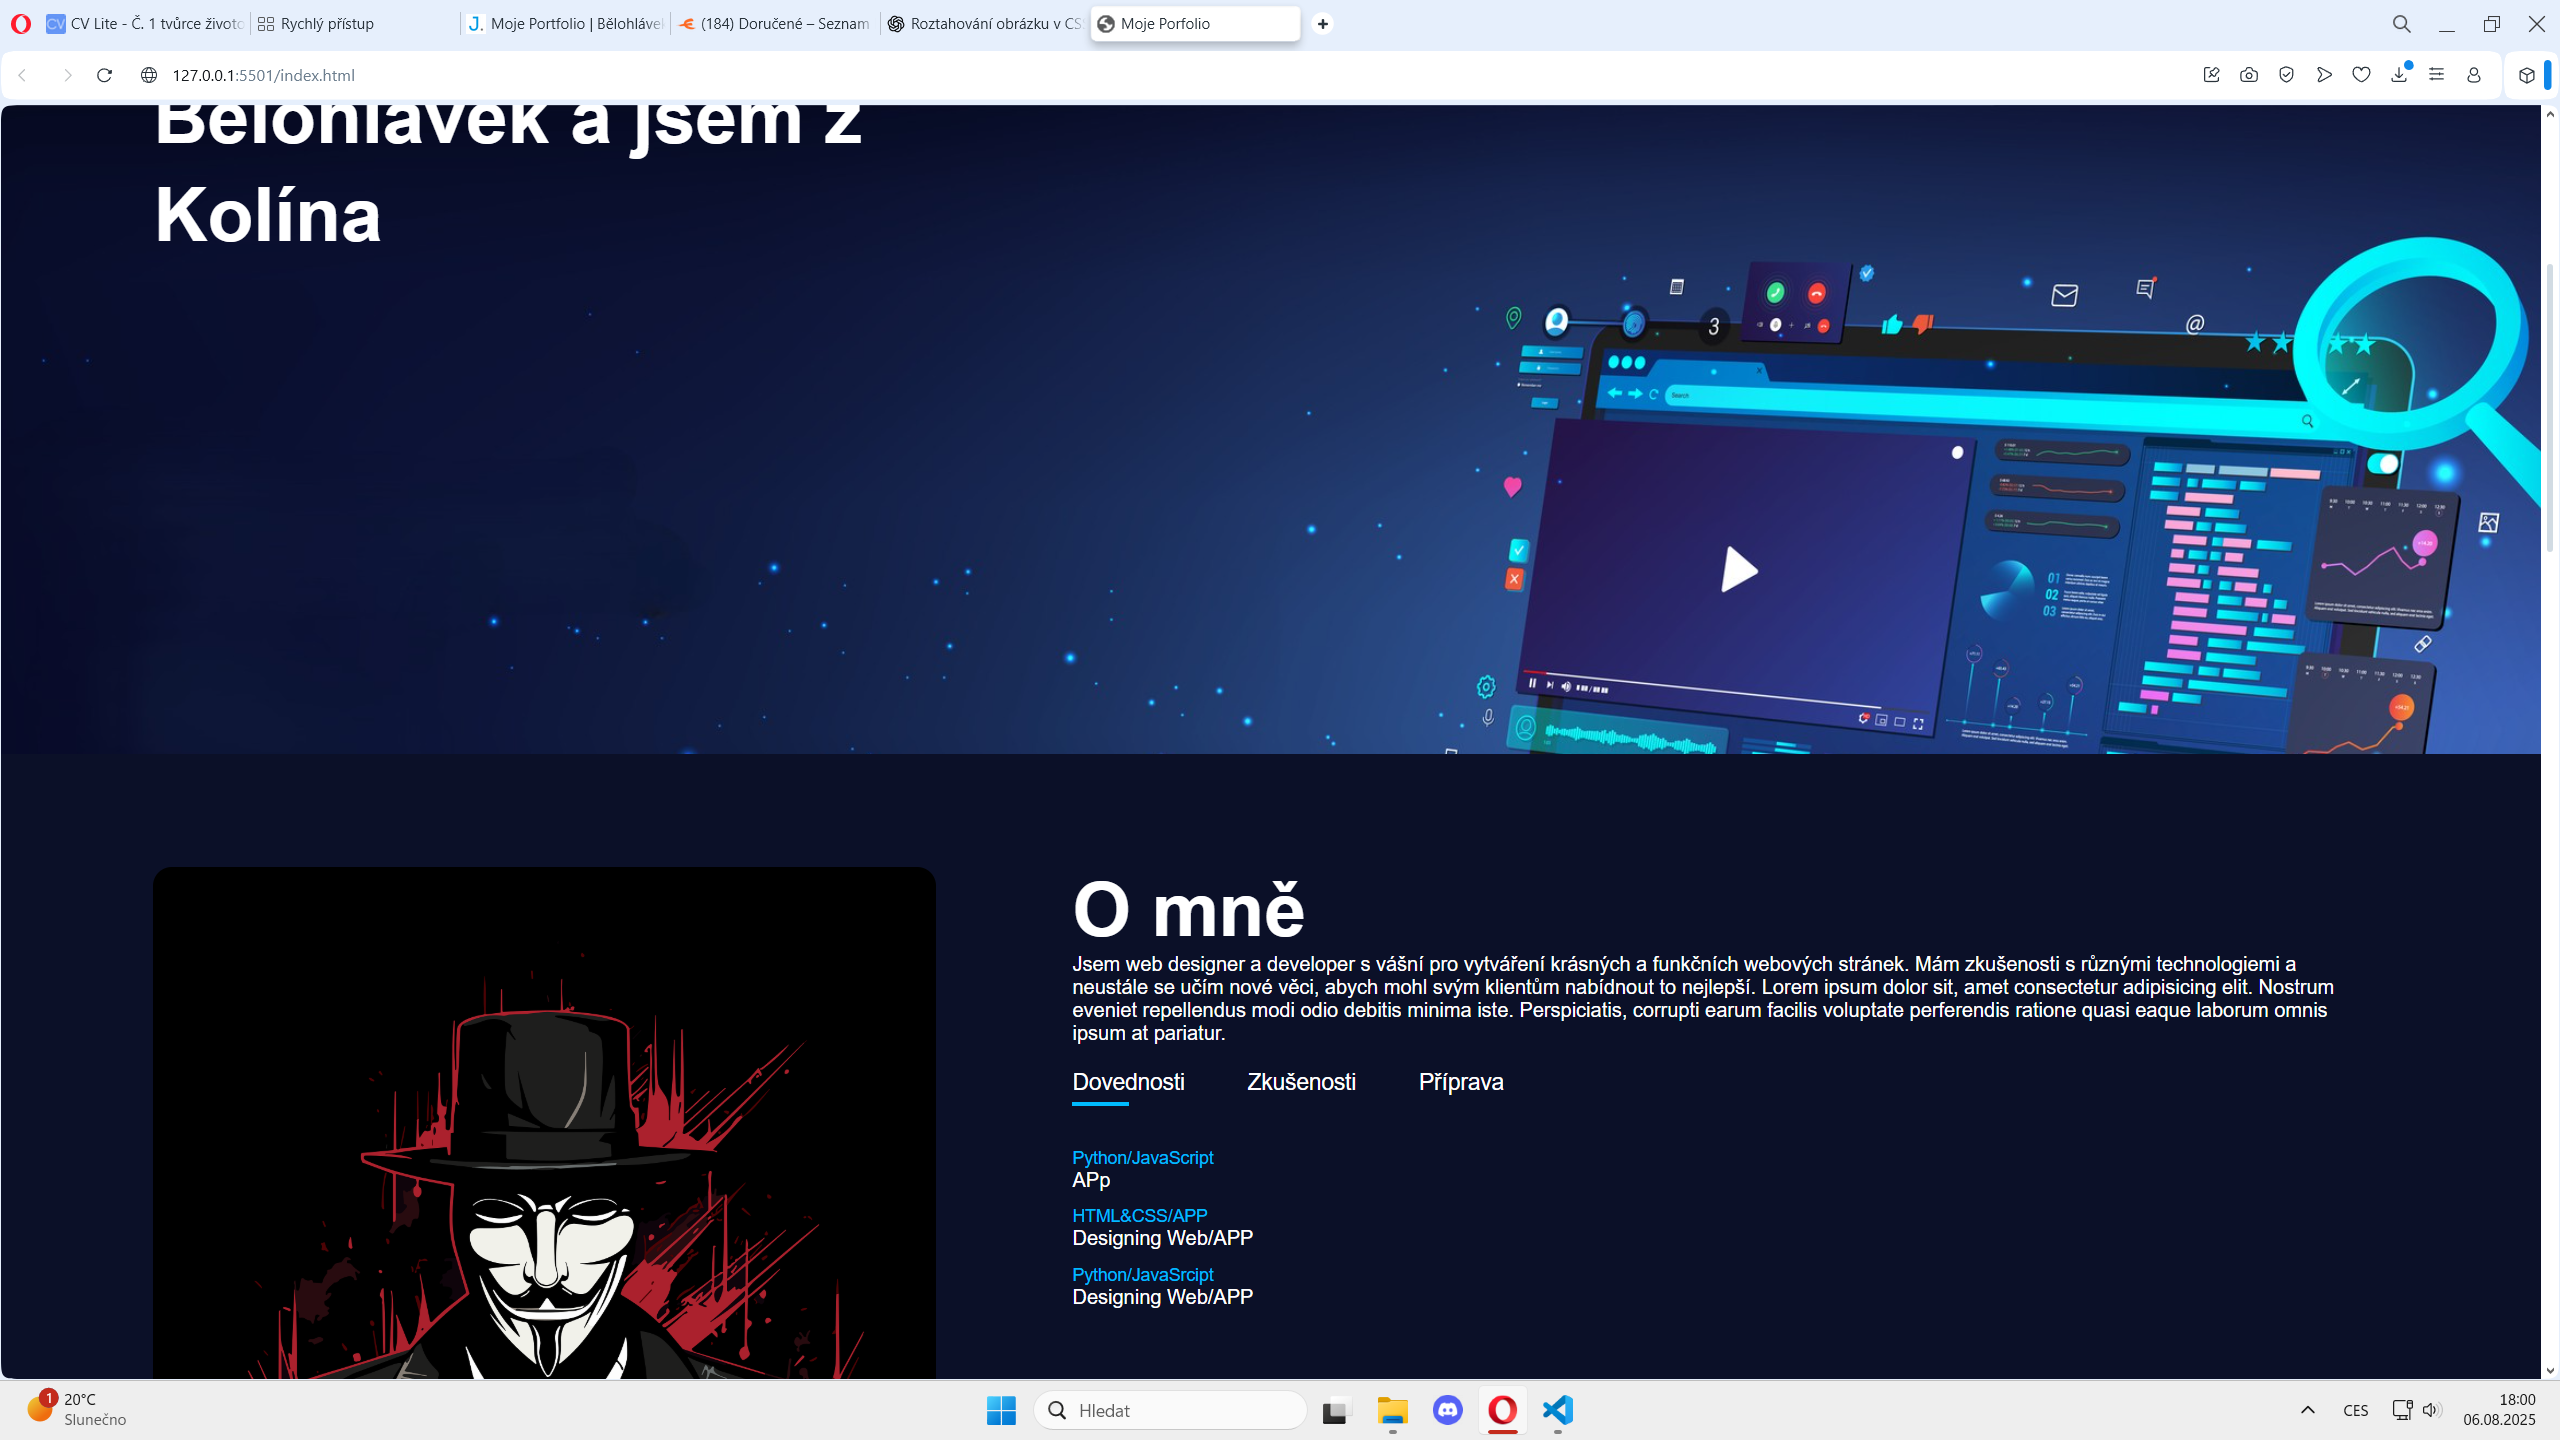 CV Lite - Č. 1 tvůrce životo
Rychlý přístup
Moje Portfolio | Bělohlávek
(184) Doručené – Seznam
Roztahování obrázku v CS
Moje Porfolio
127.0.0.1:5501/index.html
Bělohlávek a jsem z
Kolína
3
@
Search
01
02
03
O mně
Jsem web designer a developer s vášní pro vytváření krásných a funkčních webových stránek. Mám zkušenosti s různými technologiemi a
neustále se učím nové věci, abych mohl svým klientům nabídnout to nejlepší. Lorem ipsum dolor sit, amet consectetur adipisicing elit. Nostrum
eveniet repellendus modi odio debitis minima iste. Perspiciatis, corrupti earum facilis voluptate perferendis ratione quasi eaque laborum omnis
ipsum at pariatur.
Dovednosti Zkušenosti Příprava
Python/JavaScript
APp
HTML&CSS/APP
Designing Web/APP
Python/JavaSrcipt
Designing Web/APP
1
20°C
Slunečno
Hledat
CES
18:00
06.08.2025